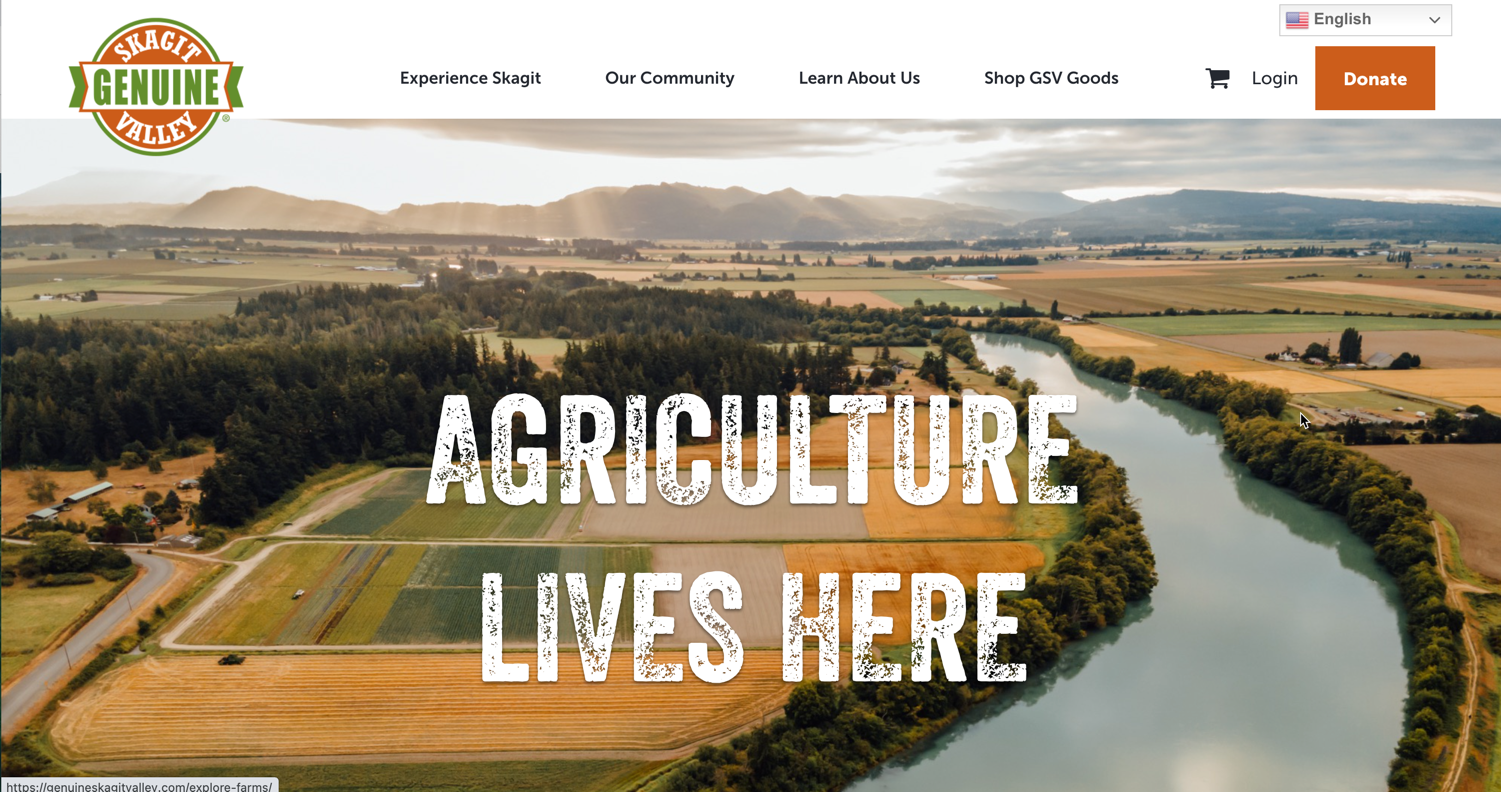 English
SKAGIT
GENUINE
VALLEY
®
Experience Skagit
Our Community
Learn About Us
Shop GSV Goods
Login
Donate
AGRICULTURE
LIVES HERE
https://genuineskagitvalley.com/explore-farms/